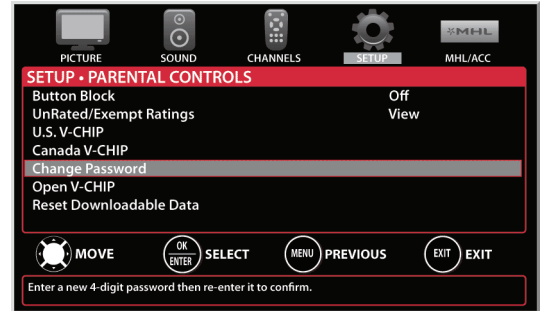 MHL
PICTURE SOUND CHANNELS SETUP MHL/ACC
SETUP • PARENTAL CONTROLS
Button Block Off
UnRated/Exempt Ratings View
U.S. V-CHIP
Canada V-CHIP
Change Password
Open V-CHIP
Reset Downloadable Data
MOVE OK ENTER SELECT MENU PREVIOUS EXIT EXIT
Enter a new 4-digit password then re-enter it to confirm.